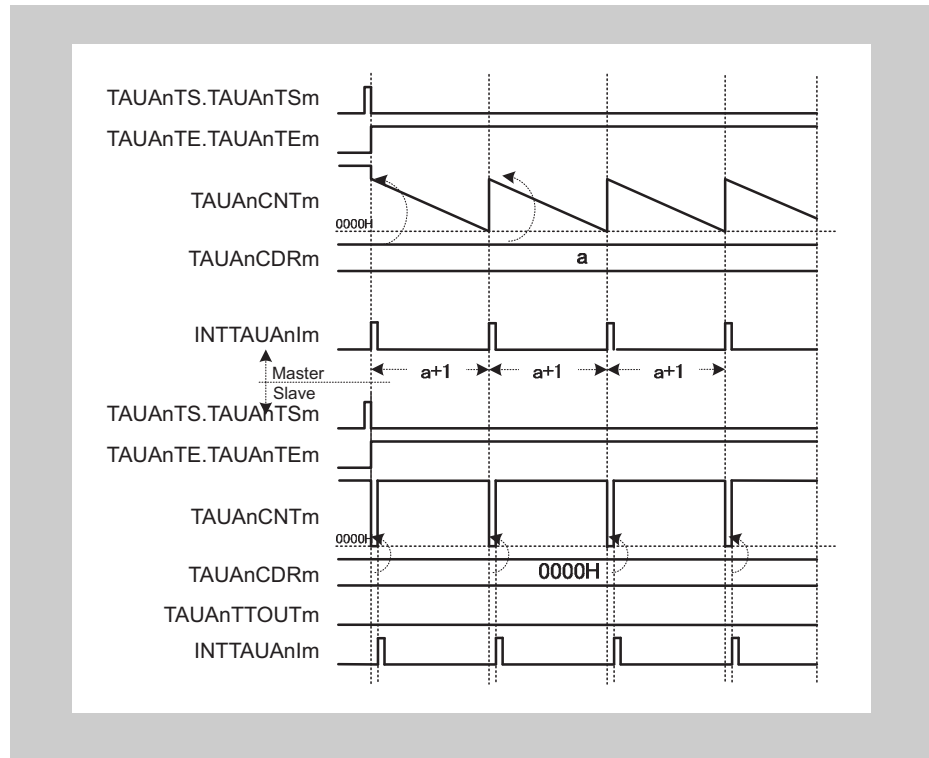 TAUAnTS.TAUAnTSm
TAUAnTE.TAUAnTEm
TAUAnCNTm
0000H
TAUAnCDRm
a
INTTAUAnIm
a+1 a+1 a+1
Master
Slave
TAUAnTS.TAUAnTSm
TAUAnTE.TAUAnTEm
TAUAnCNTm
0000H
TAUAnCDRm
0000H
TAUAnTTOUTm
INTTAUAnIm